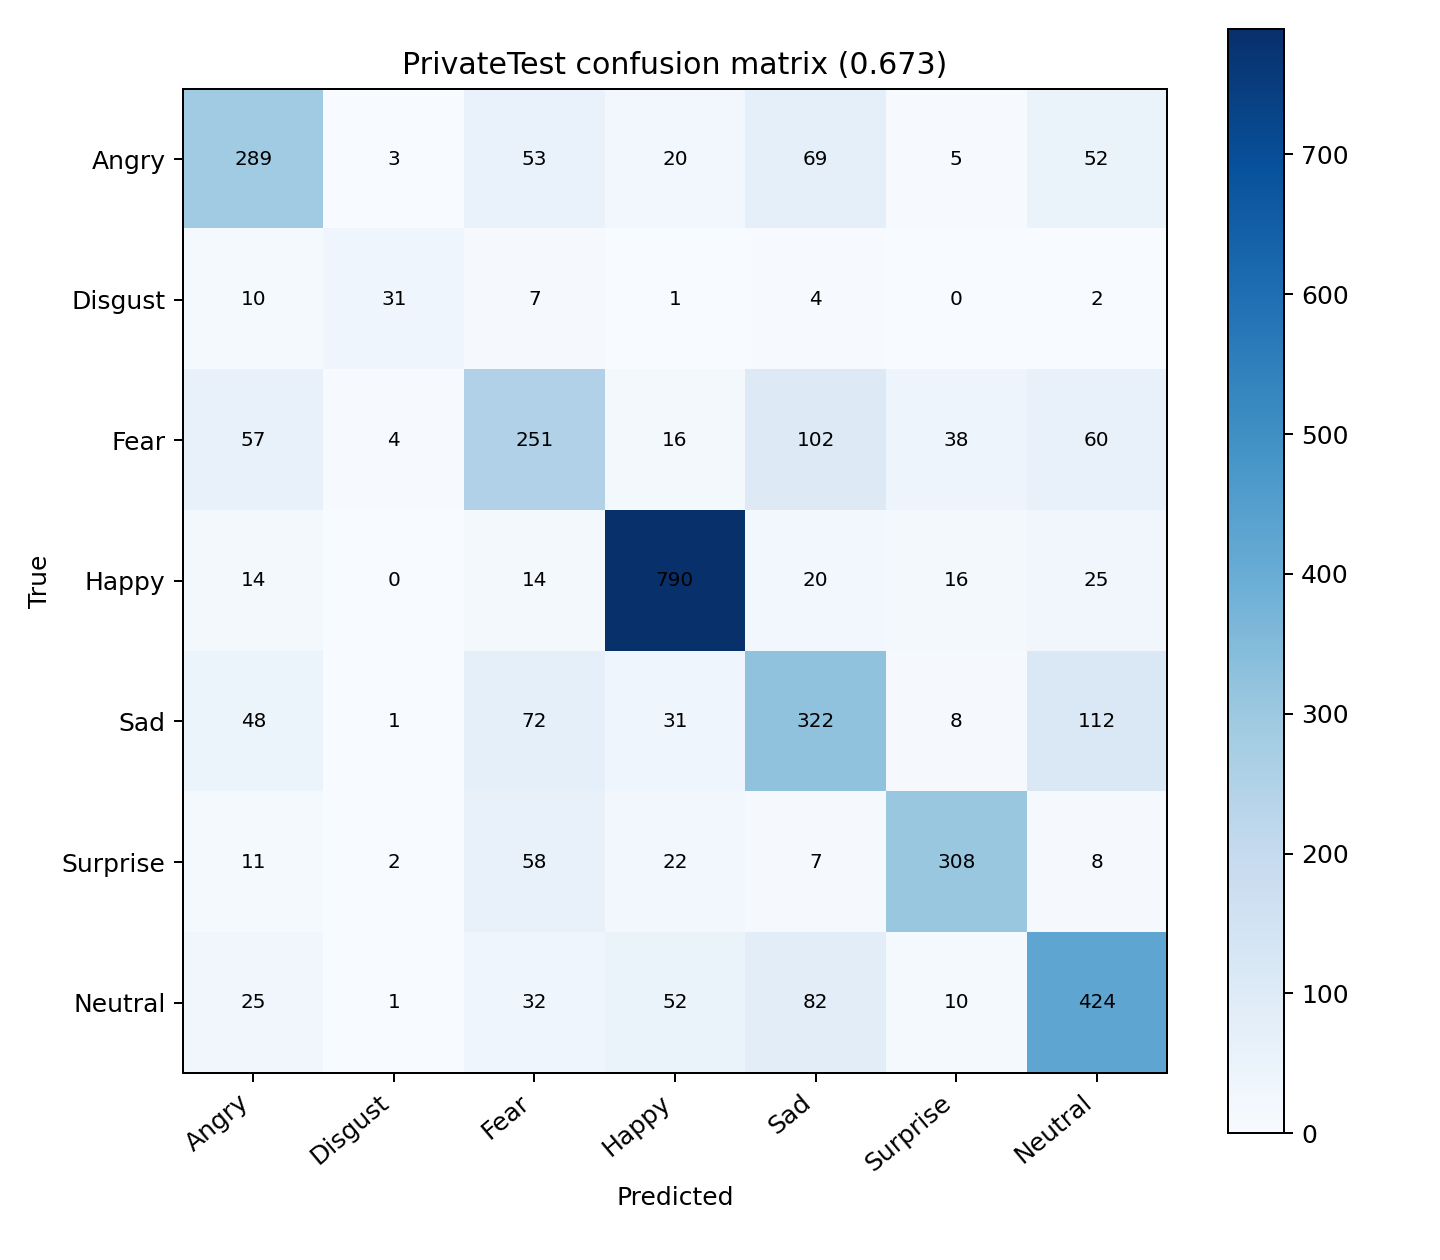 PrivateTest confusion matrix (0.673)
Angry 289 3 53 20 69 5 52
Disgust 10 31 7 1 4 0 2
Fear 57 4 251 16 102 38 60
Happy 14 0 14 790 20 16 25
Sad 48 1 72 31 322 8 112
Surprise 11 2 58 22 7 308 8
Neutral 25 1 32 52 82 10 424
Angry Disgust Fear Happy Sad Surprise Neutral
Predicted
True
700
600
500
400
300
200
100
0